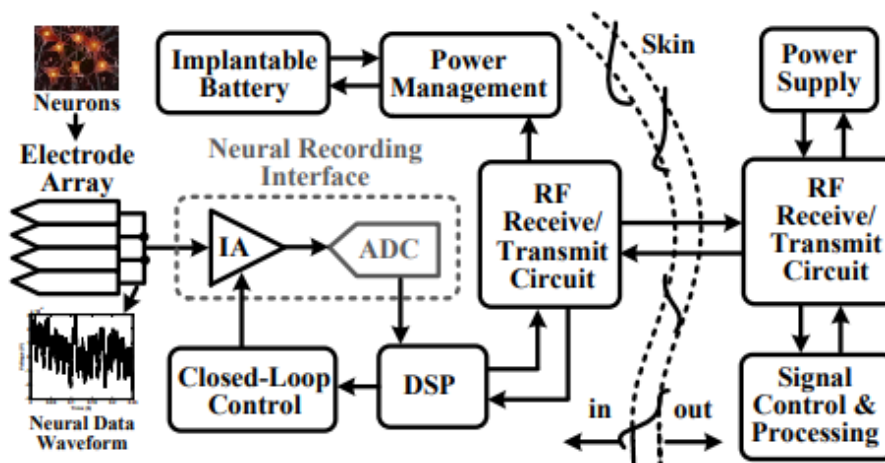 Neurons
Electrode
Array
Neural Data
Waveform
Implantable
Battery
Power
Management
Neural Recording
Interface
IA
ADC
Closed-Loop
Control
DSP
RF
Receive/
Transmit
Circuit
Skin
in
out
Power
Supply
RF
Receive/
Transmit
Circuit
Signal
Control &
Processing